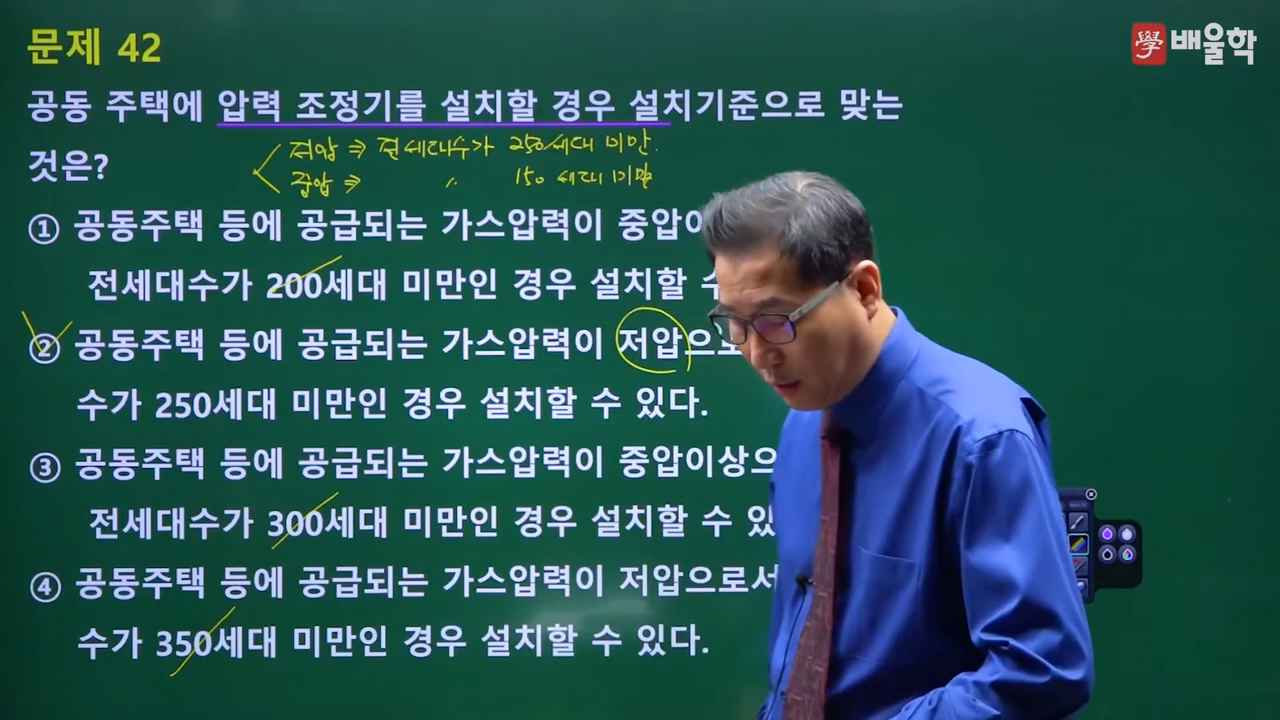 문제 42
學 배울학
공동 주택에 압력 조정기를 설치할 경우 설치기준으로 맞는
것은?
저압 ⇒ 전세대수가 250세대 미만.
중압 ⇒ 〃 150 세대 미만
① 공동주택 등에 공급되는 가스압력이
전세대수가 200세대 미만인 경우 설치할
② 공동주택 등에 공급되는 가스압력이 저압으로
수가 250세대 미만인 경우 설치할 수 있다.
③ 공동주택 등에 공급되는 가스압력이 중압이상으
전세대수가 300세대 미만인 경우 설치할 수 있
④ 공동주택 등에 공급되는 가스압력이 저압으로서
수가 350세대 미만인 경우 설치할 수 있다.